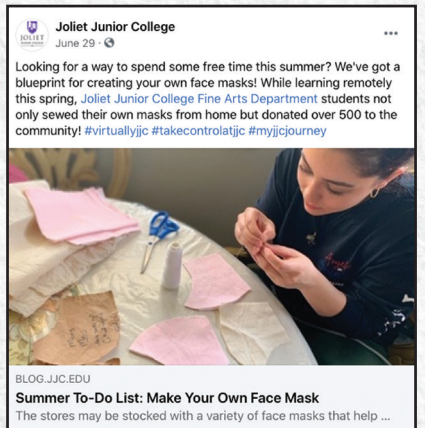 JOLIET
Joliet Junior College
June 29 ·
Looking for a way to spend some free time this summer? We've got a
blueprint for creating your own face masks! While learning remotely
this spring, Joliet Junior College Fine Arts Department students not
only sewed their own masks from home but donated over 500 to the
community! #virtuallyjjc #takecontrolatjjc #myjjcjourney
BLOG.JJC.EDU
Summer To-Do List: Make Your Own Face Mask
The stores may be stocked with a variety of face masks that help ...